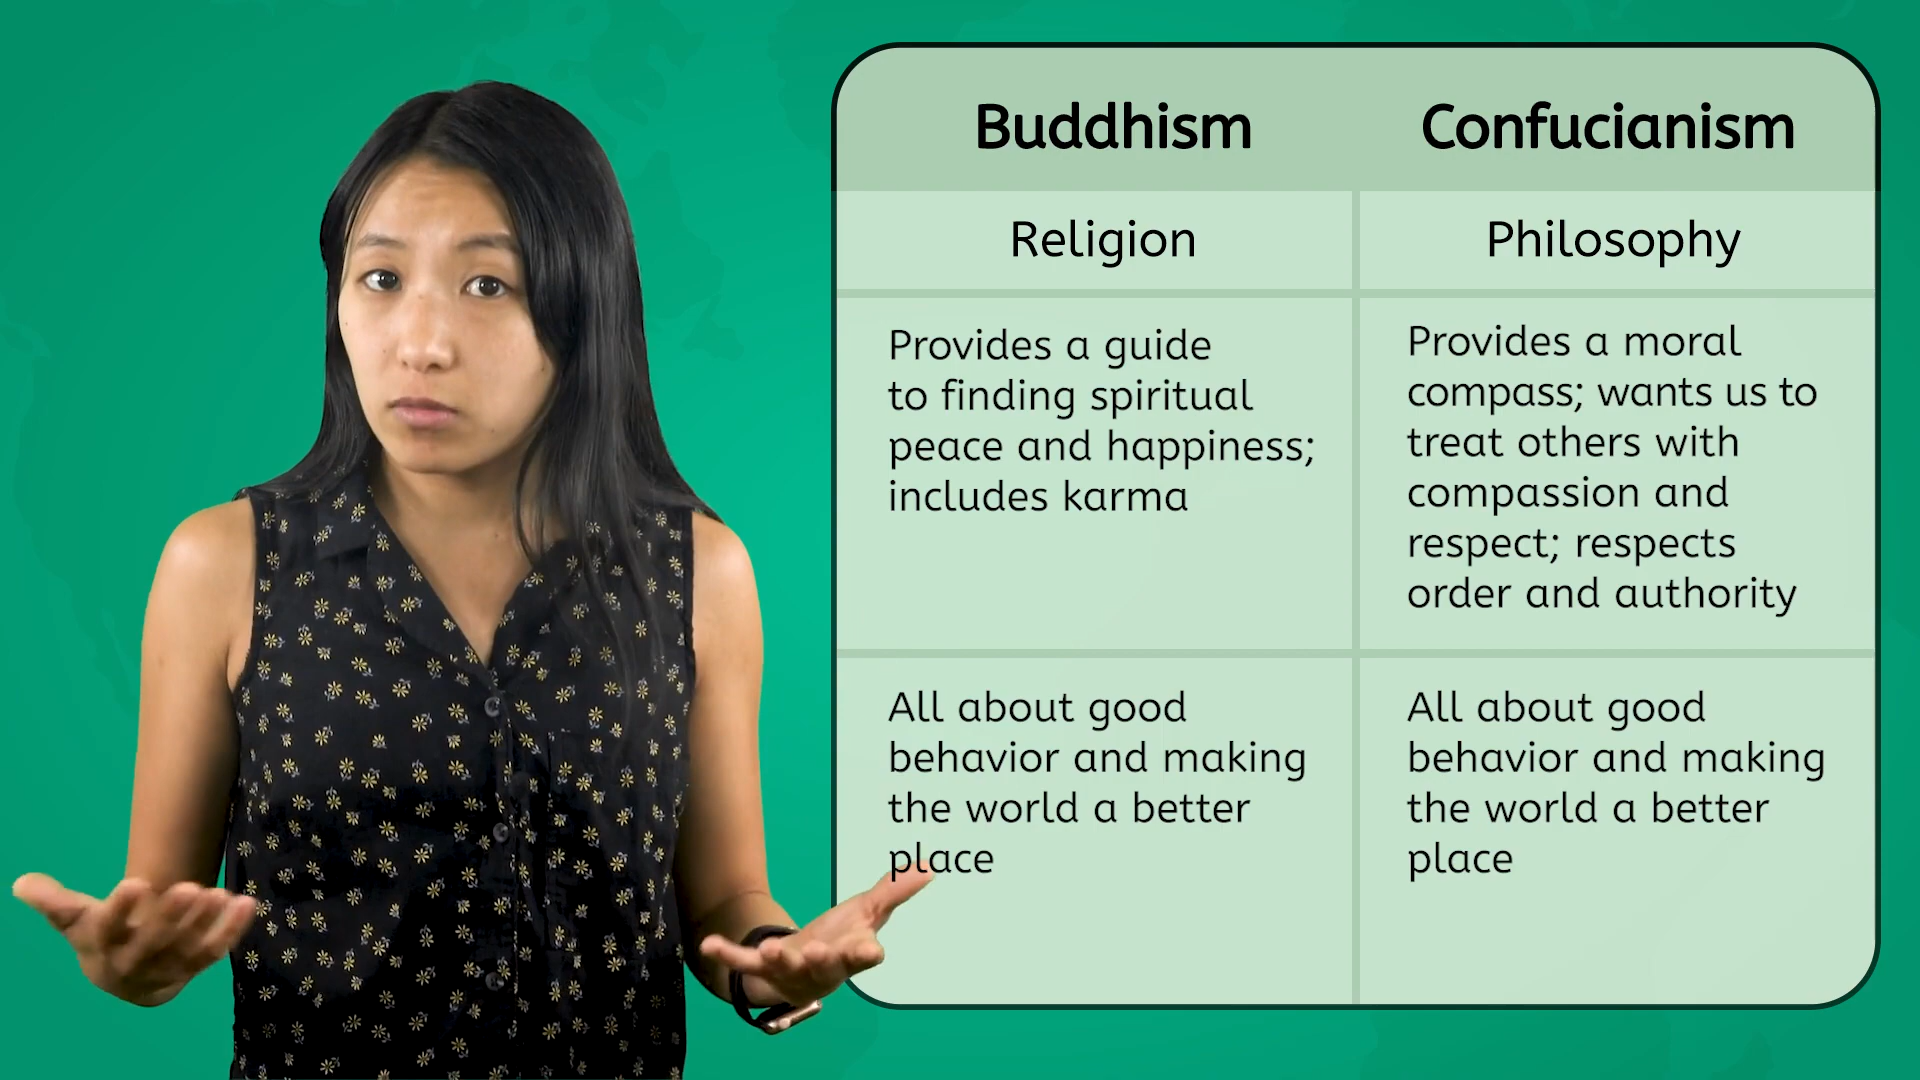 Buddhism
Confucianism
Religion
Philosophy
Provides a guide
to finding spiritual
peace and happiness;
includes karma
Provides a moral
compass; wants us to
treat others with
compassion and
respect; respects
order and authority
All about good
behavior and making
the world a better
place
All about good
behavior and making
the world a better
place